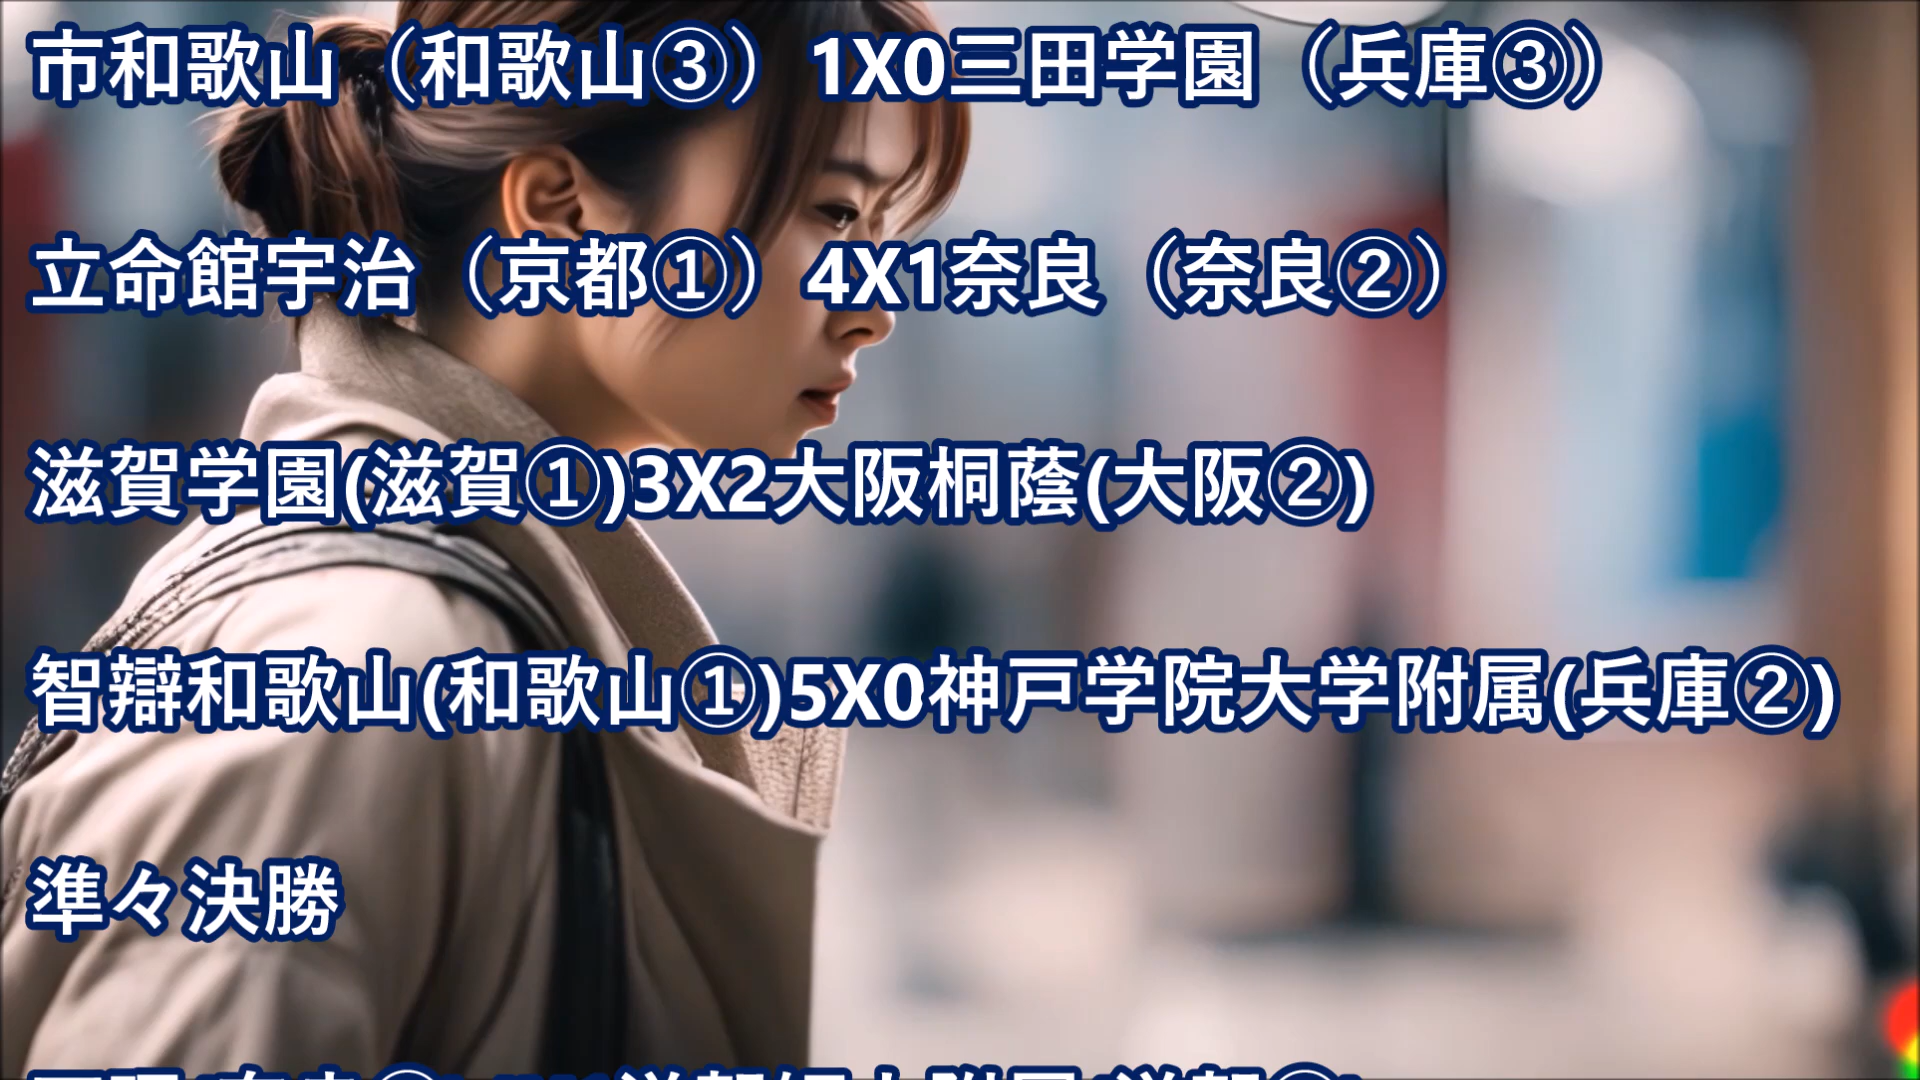 市和歌山（和歌山③） 1X0三田学園（兵庫③）
立命館宇治（京都①）4X1奈良（奈良②）
滋賀学園(滋賀①)3X2大阪桐蔭(大阪②)
智辯和歌山(和歌山①)5X0神戸学院大学附属(兵庫②)
準々決勝